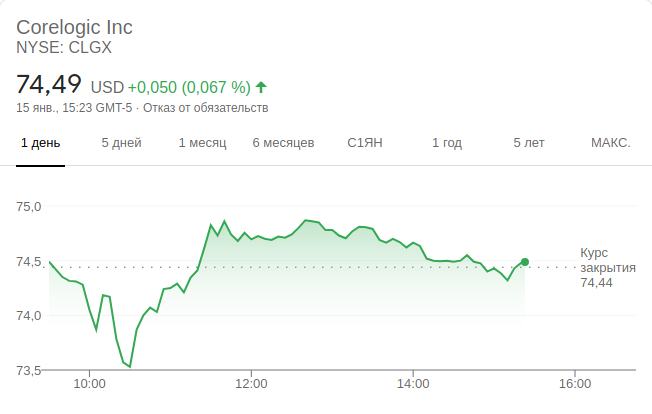 Corelogic Inc
NYSE: CLGX
74,49 USD +0,050 (0,067 %)
15 янв., 15:23 GMT-5 · Отказ от обязательств
1 день 5 дней 1 месяц 6 месяцев С1ЯН 1 год 5 лет МАКС.
75,0
74,5
74,0
73,5
Курс
закрытия
74,44
10:00 12:00 14:00 16:00